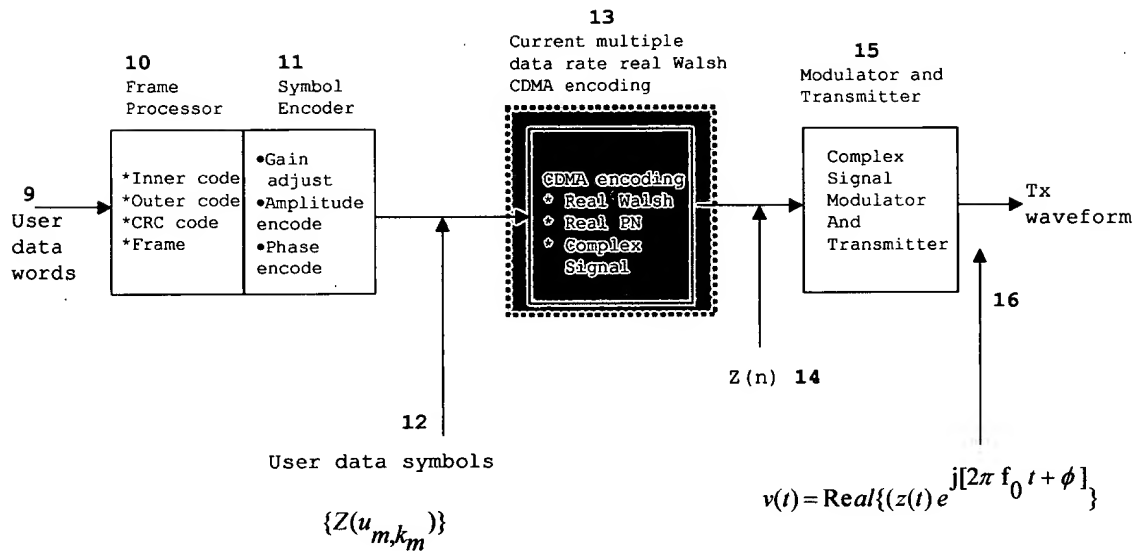 13
Current multiple
data rate real Walsh
CDMA encoding
10
Frame
Processor
11
Symbol
Encoder
15
Modulator and
Transmitter
9
User
data
words
*Inner code
*Outer code
*CRC code
*Frame
•Gain
adjust
•Amplitude
encode
•Phase
encode
CDMA encoding
* Real Walsh
* Real PN
* Complex
Signal
Complex
Signal
Modulator
And
Transmitter
Tx
waveform
16
Z(n) 14
12
User data symbols
{Z(u_{m,k_m})}
v(t) = Real{(z(t) e^{j[2π f_0 t + ϕ]}}